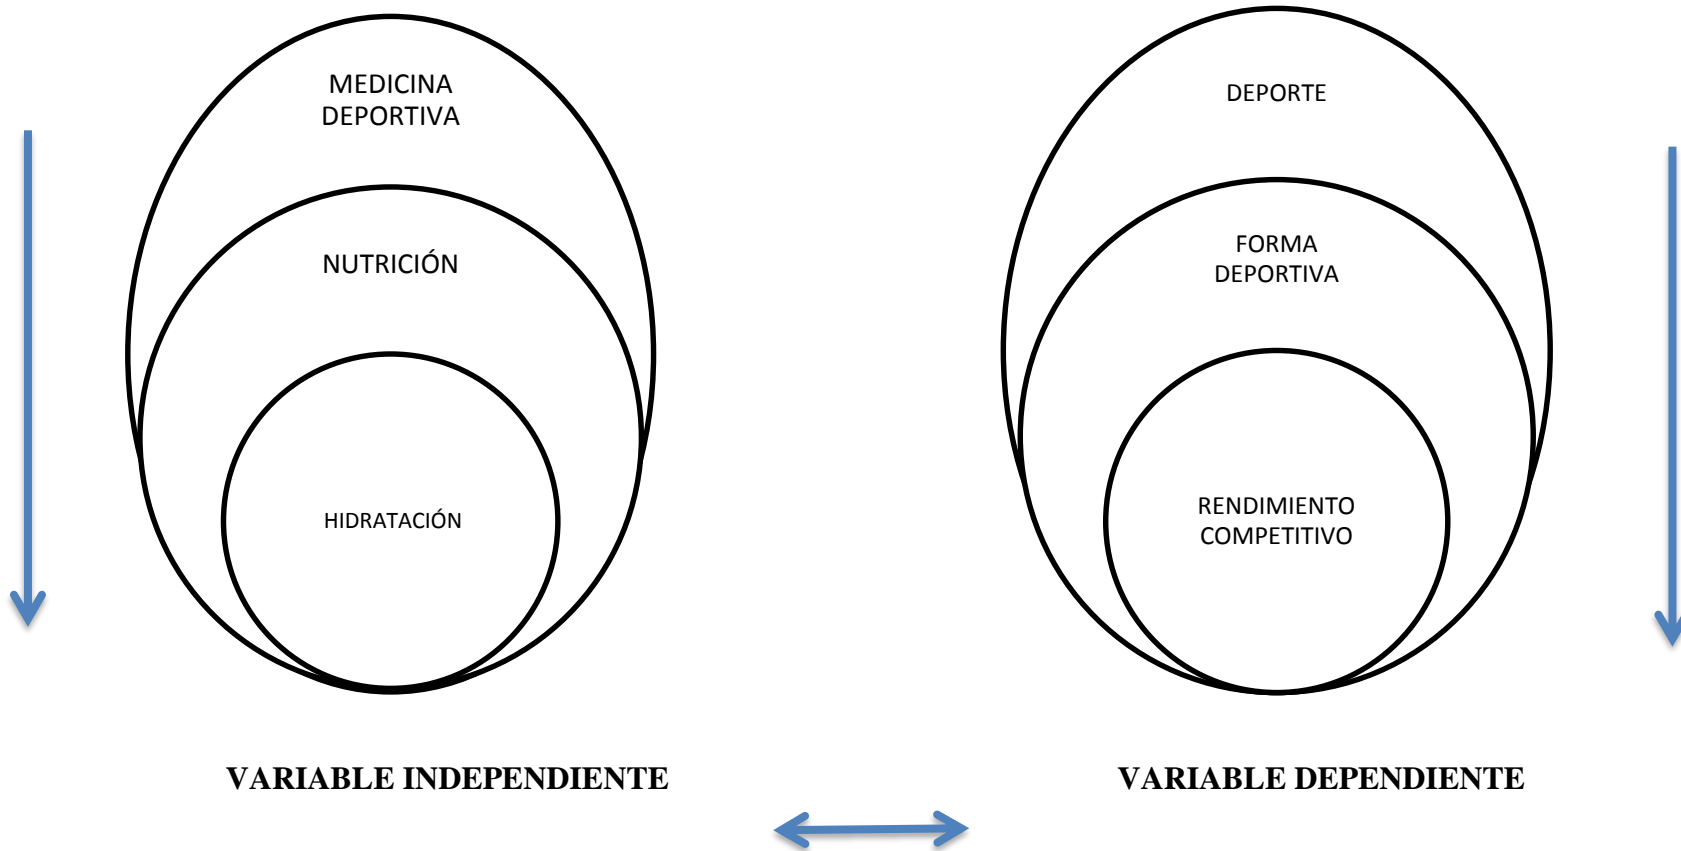 MEDICINA
DEPORTIVA
NUTRICIÓN
HIDRATACIÓN
DEPORTE
FORMA
DEPORTIVA
RENDIMIENTO
COMPETITIVO
VARIABLE INDEPENDIENTE
VARIABLE DEPENDIENTE